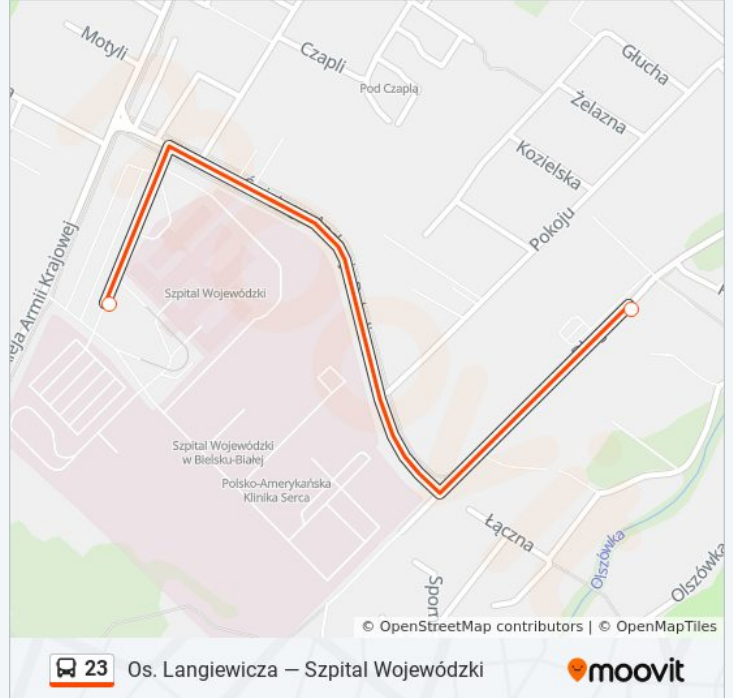 Motyli
Czapli
Pod Czaplą
Głucha
Żelazna
Kozielska
Pokoju
Szpital Wojewódzki
Aleja Armii Krajowej
Szpital Wojewódzki
w Bielsku-Białej
Polsko-Amerykańska
Klinika Serca
Łączna
Olszówka
Olszówka
Spor
© OpenStreetMap contributors | © OpenMapTiles
23 Os. Langiewicza — Szpital Wojewódzki
moovit